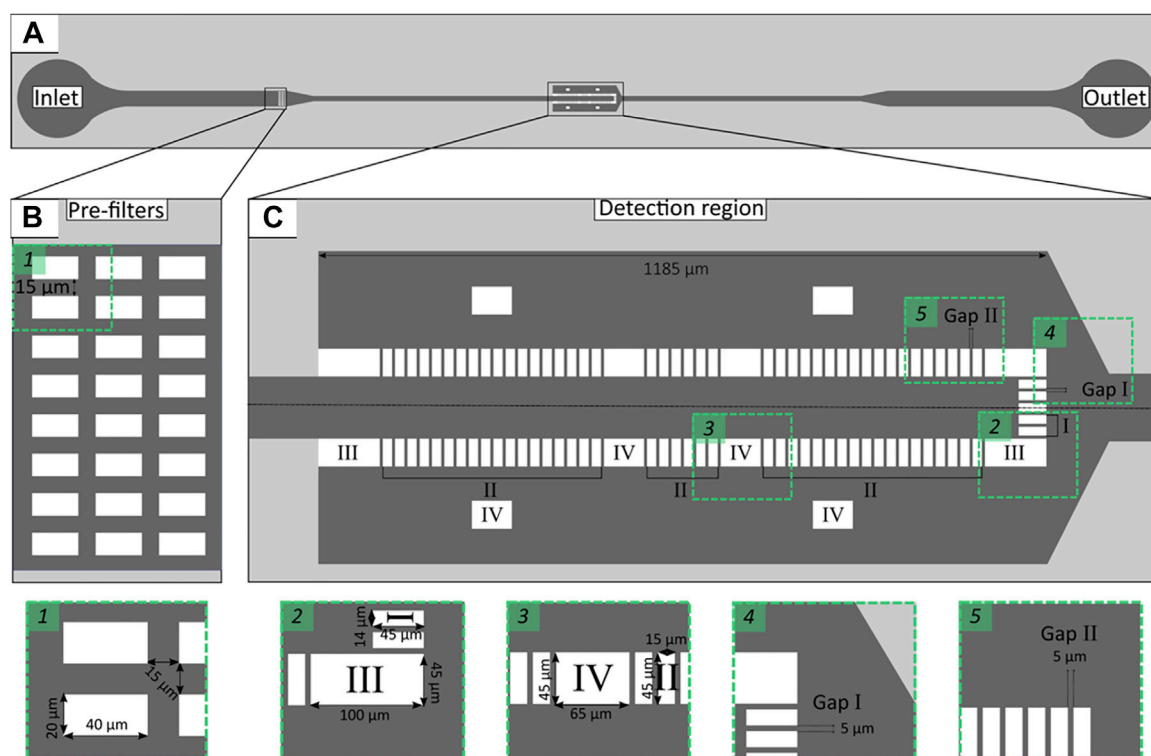 A
Inlet
Outlet
B
Pre-filters
1
15 μm
C
Detection region
1185 μm
5
Gap II
4
Gap I
3
2
I
III
IV
IV
III
II
II
II
IV
IV
1
15 μm
20 μm
40 μm
2
14 μm
45 μm
III
45 μm
100 μm
3
15 μm
45 μm
IV
45 μm
II
65 μm
4
Gap I
5 μm
5
Gap II
5 μm